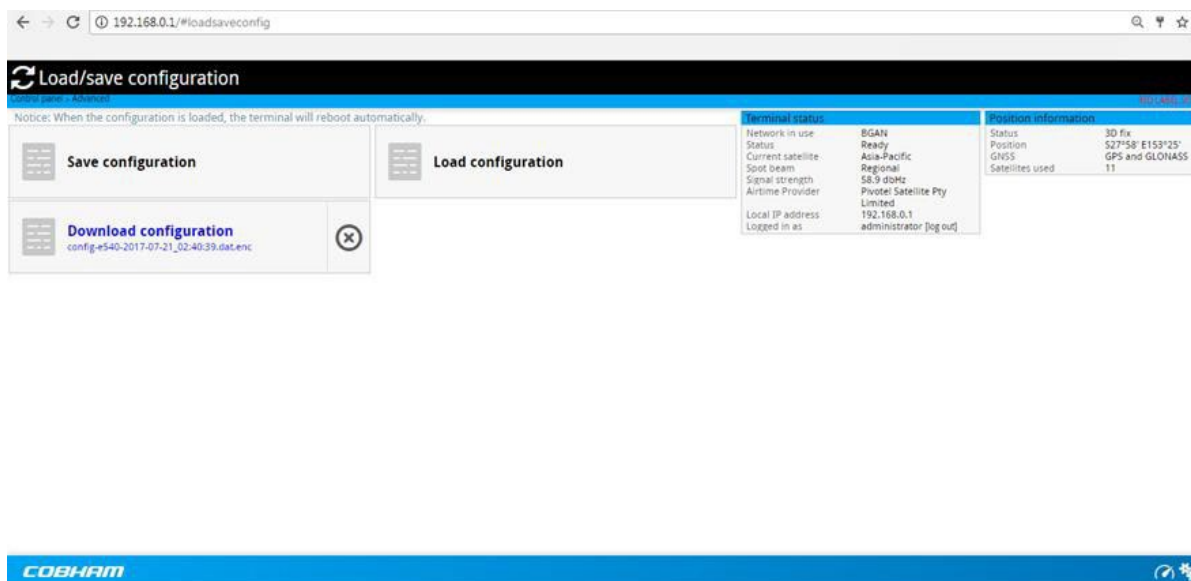 192.168.0.1/#loadsaveconfig
Load/save configuration
Control panel > Advanced
Notice: When the configuration is loaded, the terminal will reboot automatically.
Save configuration
Load configuration
Download configuration
config-e540-2017-07-21_02:40:39.dat.enc
Terminal status
Network in use BGAN
Status Ready
Current satellite Asia-Pacific
Spot beam Regional
Signal strength 58.9 dbHz
Airtime Provider Pivotel Satellite Pty
Limited
Local IP address 192.168.0.1
Logged in as administrator [log out]
Position information
Status 3D fix
Position S27°58' E153°25'
GNSS GPS and GLONASS
Satellites used 11
COBHAM